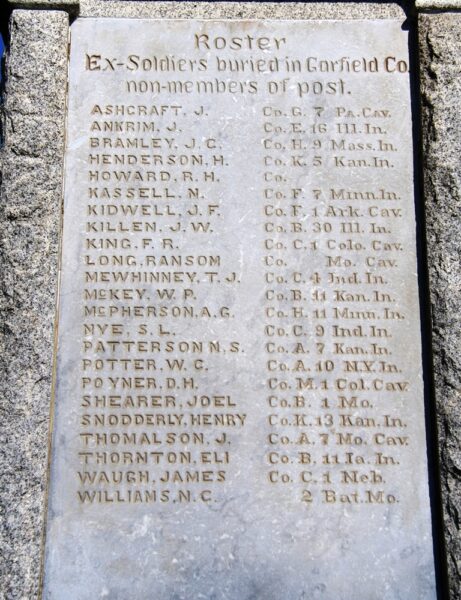 Roster
Ex-Soldiers buried in Garfield Co.
non-members of post.
ASHCRAFT, J. Co. G. 7 Pa. Cav.
ANKRIM, J. Co. E. 16 Ill. In.
BRAMLEY, J. C. Co. H. 9 Mass. In.
HENDERSON, H. Co. K. 5 Kan. In.
HOWARD, R. H. Co.
KASSELL, N. Co. F. 7 Minn. In.
KIDWELL, J. F. Co. F. 1 Ark. Cav.
KILLEN, J. W. Co. B. 30 Ill. In.
KING, F. R. Co. C. 1 Colo. Cav.
LONG, RANSOM Co. Mo. Cav.
MEWHINNEY, T. J. Co. C. 4 Ind. In.
McKEY, W. P. Co. B. 11 Kan. In.
McPHERSON, A. G. Co. H. 11 Minn. In.
NYE, S. L. Co. C. 9 Ind. In.
PATTERSON N, S. Co. A. 7 Kan. In.
POTTER, W. C. Co. A. 10 N.Y. In.
POYNER, D. H. Co. M. 1 Col. Cav.
SHEARER, JOEL Co. B. 1 Mo.
SNODDERLY, HENRY Co. K. 13 Kan. In.
THOMALSON, J. Co. A. 7 Mo. Cav.
THORNTON, ELI Co. B. 11 Ia. In.
WAUGH, JAMES Co. C. 1 Neb.
WILLIAMS, N. C. 2 Bat. Mo.